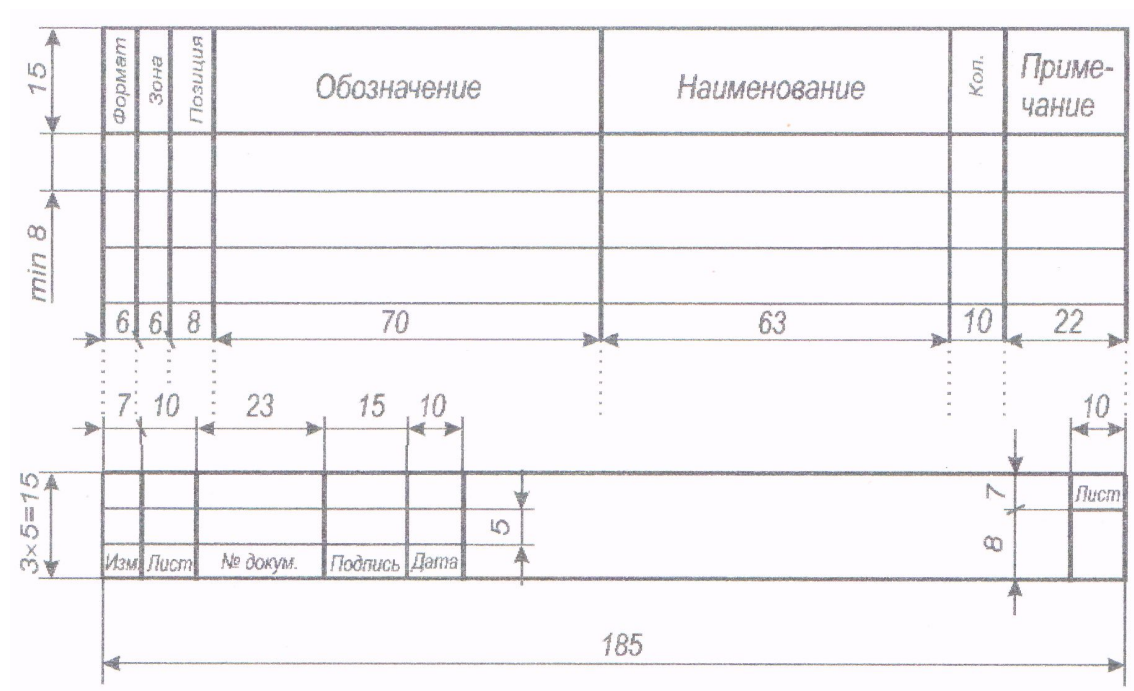 15
Формат
Зона
Позиция
Обозначение
Наименование
Кол.
Приме-
чание
min 8
6
6
8
70
63
10
22
7
10
23
15
10
10
3×5=15
5
7
8
Лист
Изм.
Лист
№ докум.
Подпись
Дата
185